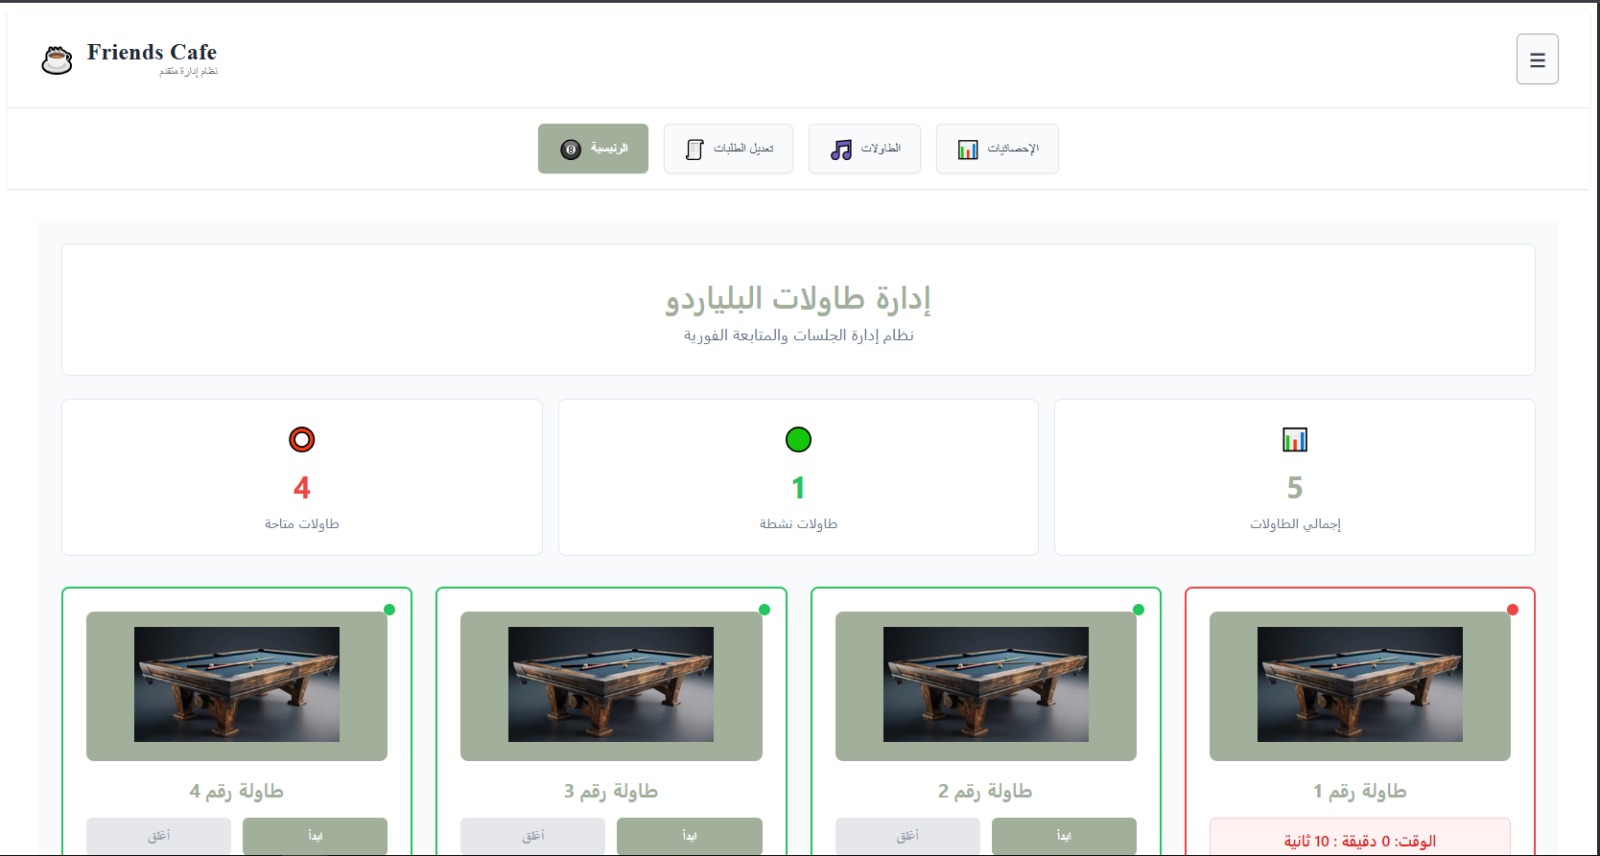 Friends Cafe
نظام إدارة متقدم
☰
الرئيسية
تعديل الطلبات
الطاولات
الإحصائيات
إدارة طاولات البلياردو
نظام إدارة الجلسات والمتابعة الفورية
5
إجمالي الطاولات
1
طاولات نشطة
4
طاولات متاحة
طاولة رقم 1
الوقت: 0 دقيقة : 10 ثانية
طاولة رقم 2
ابدأ
أغلق
طاولة رقم 3
ابدأ
أغلق
طاولة رقم 4
ابدأ
أغلق